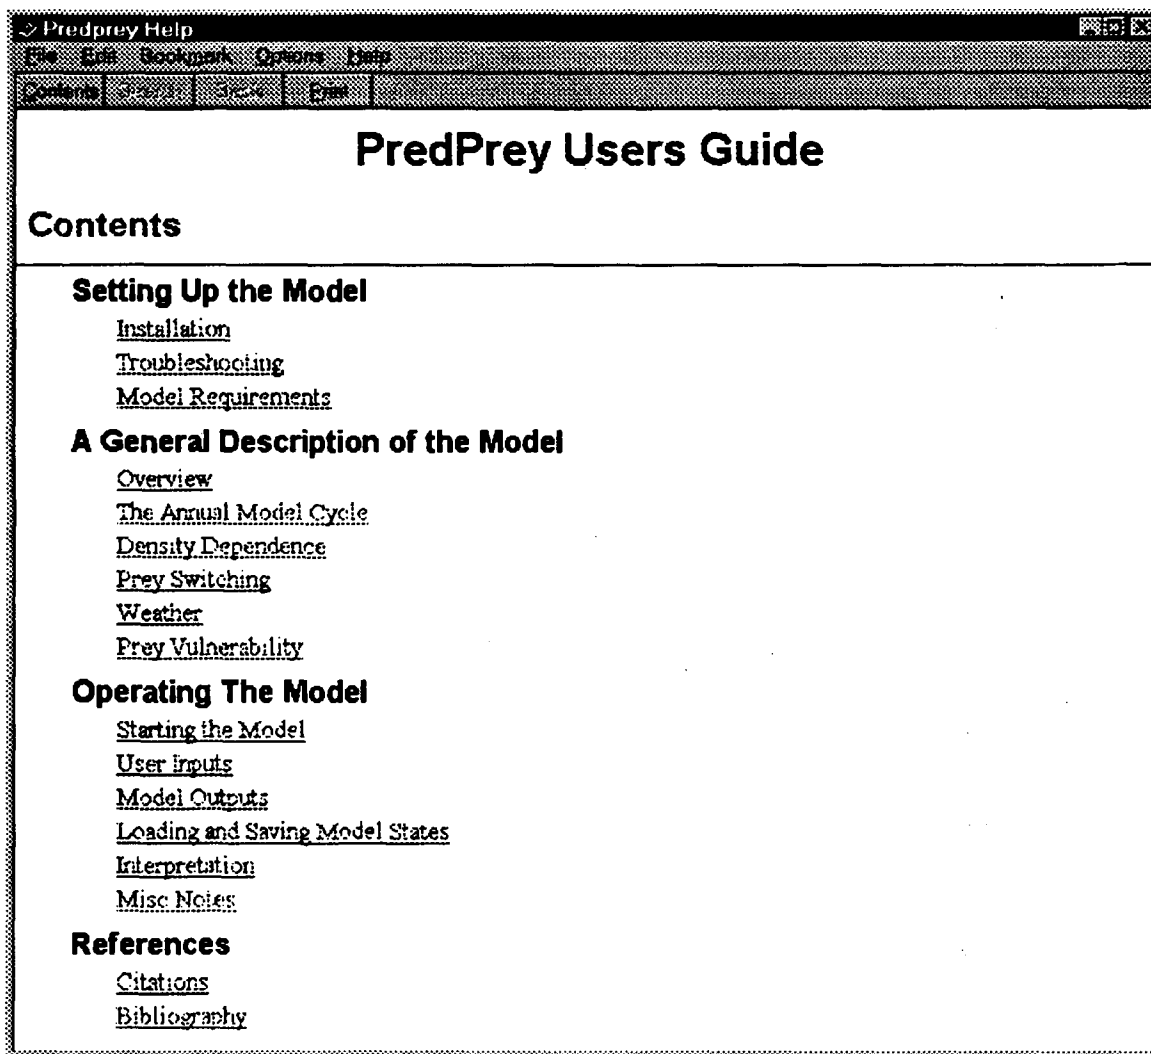 Predprey Help
File Edit Bookmark Options Help
Contents Print
PredPrey Users Guide
Contents
Setting Up the Model
Installation
Troubleshooting
Model Requirements
A General Description of the Model
Overview
The Annual Model Cycle
Density Dependence
Prey Switching
Weather
Prey Vulnerability
Operating The Model
Starting the Model
User Inputs
Model Outputs
Loading and Saving Model States
Interpretation
Misc Notes
References
Citations
Bibliography